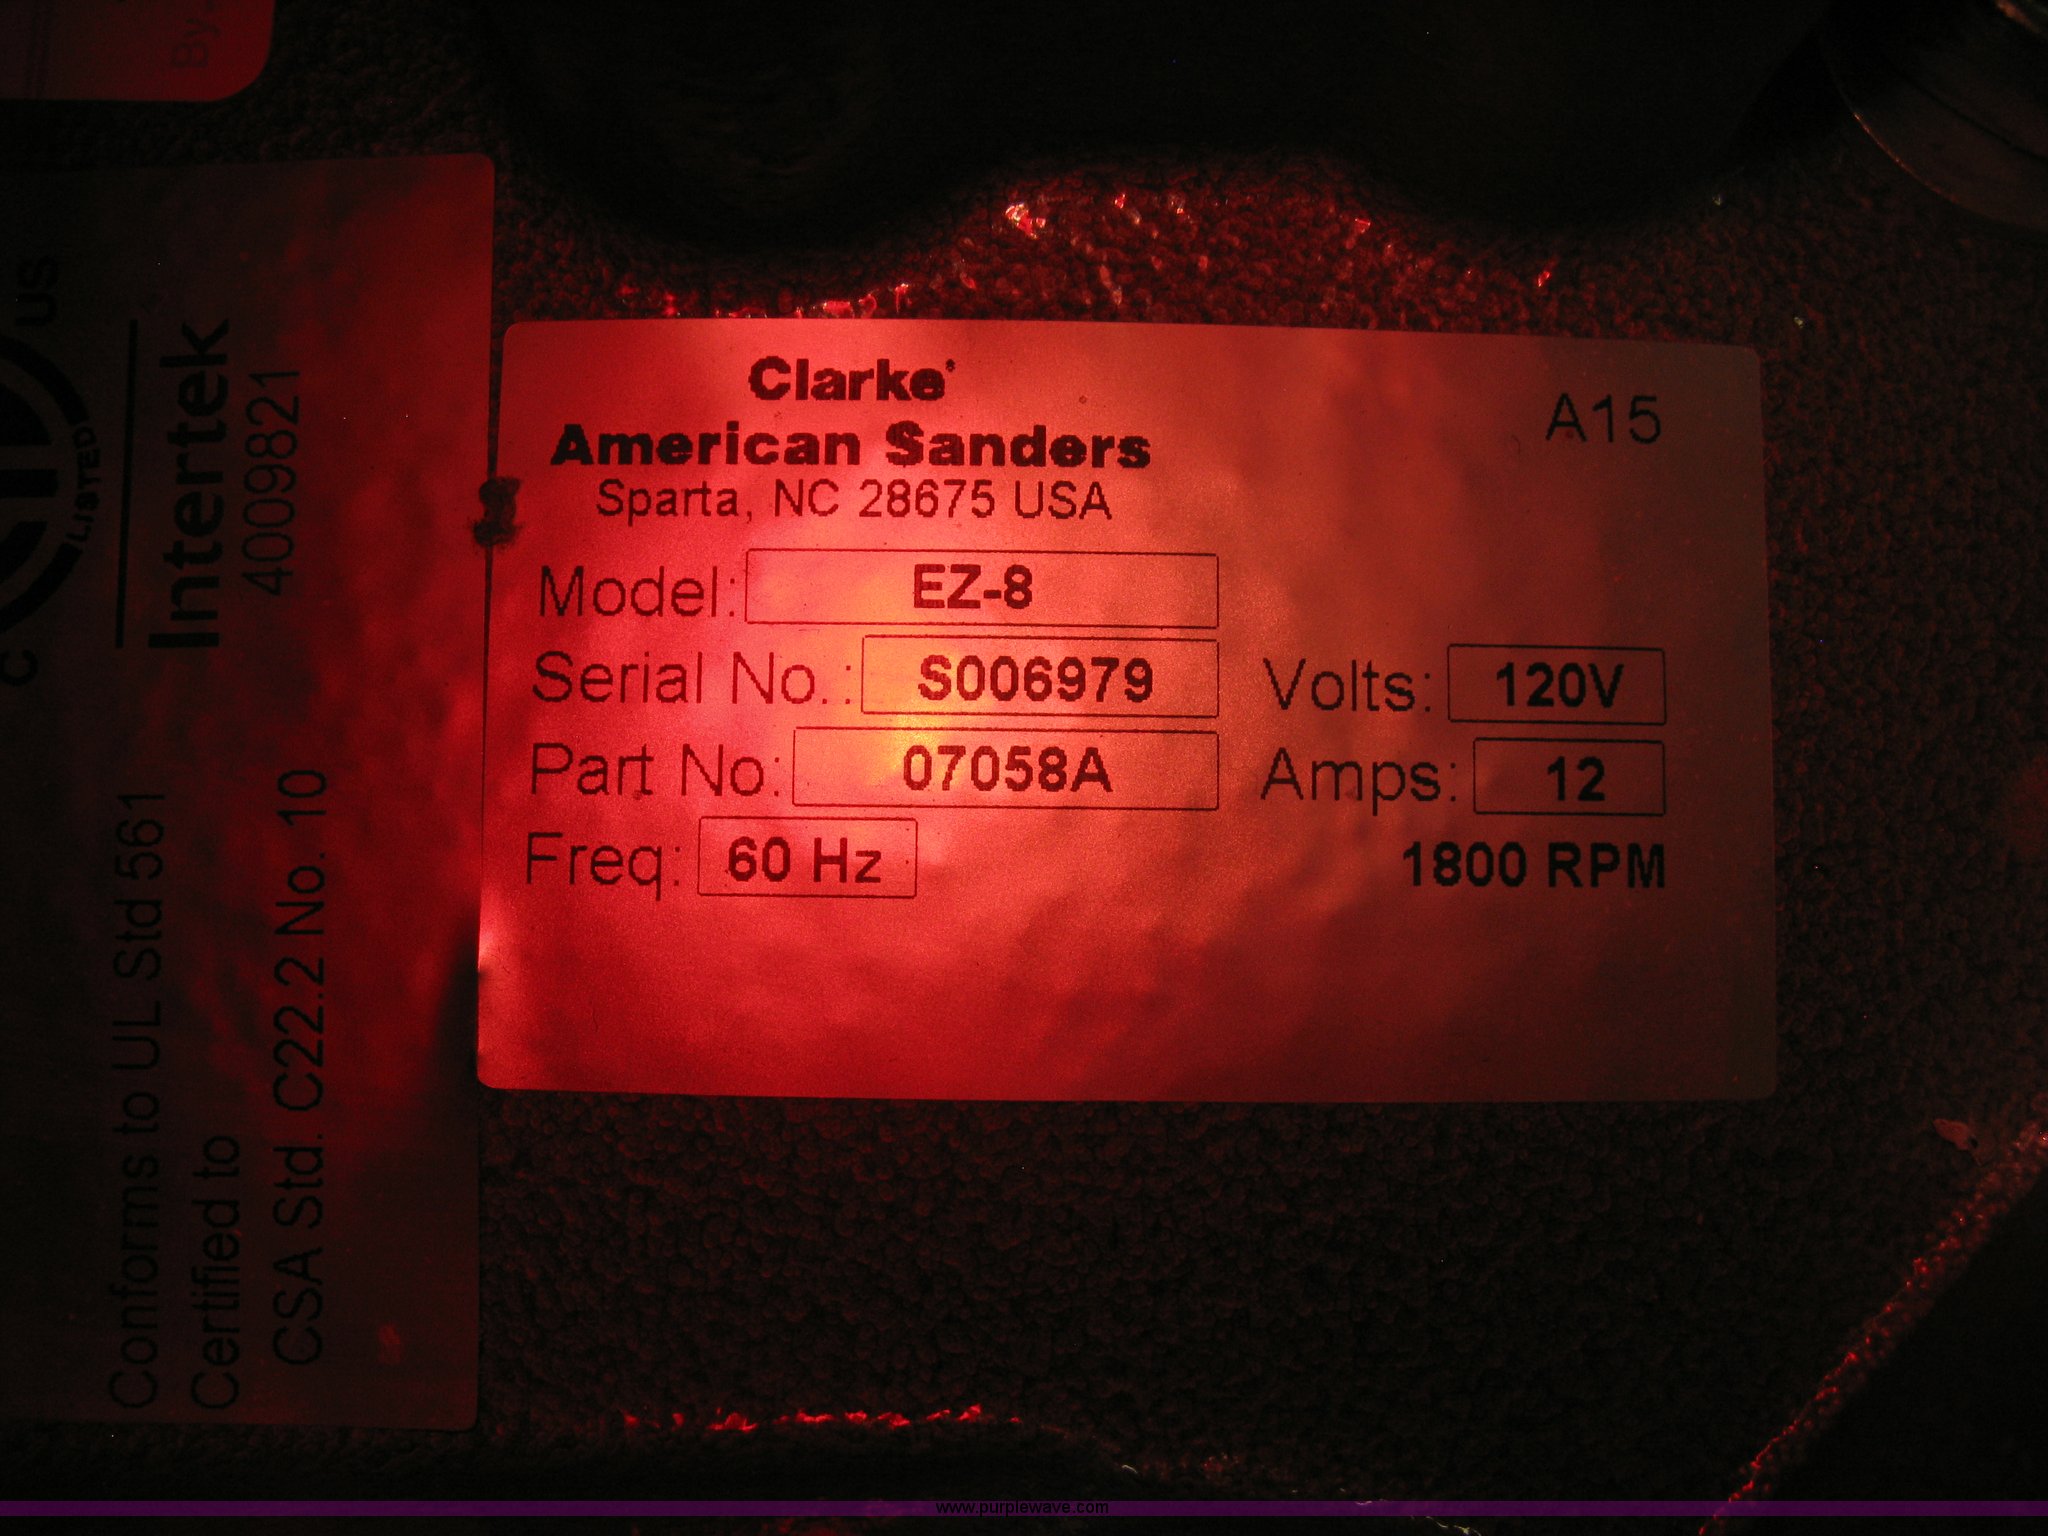 By
C US
LISTED
Intertek
4009821
Conforms to UL Std 561
Certified to
CSA Std. C22.2 No. 10
Clarke
American Sanders
Sparta, NC 28675 USA
A15
Model: EZ-8
Serial No.: S006979 Volts: 120V
Part No: 07058A Amps: 12
Freq: 60 Hz 1800 RPM
www.purplewave.com